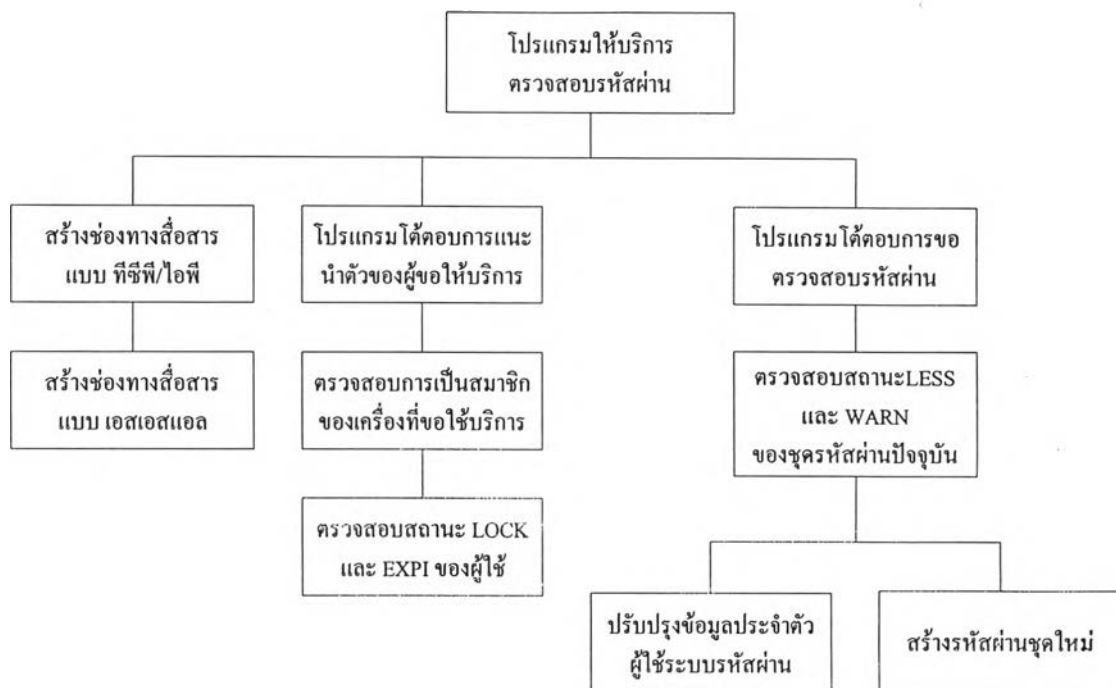 โปรแกรมให้บริการ
ตรวจสอบรหัสผ่าน
สร้างช่องทางสื่อสาร
แบบ ทีซีพี/ไอพี
โปรแกรมโต้ตอบการแนะ
นำตัวของผู้ขอให้บริการ
โปรแกรมโต้ตอบการขอ
ตรวจสอบรหัสผ่าน
สร้างช่องทางสื่อสาร
แบบ เอสเอสแอล
ตรวจสอบการเป็นสมาชิก
ของเครื่องที่ขอใช้บริการ
ตรวจสอบสถานะLESS
และ WARN
ของชุดรหัสผ่านปัจจุบัน
ตรวจสอบสถานะ LOCK
และ EXPI ของผู้ใช้
ปรับปรุงข้อมูลประจำตัว
ผู้ใช้ระบบรหัสผ่าน
สร้างรหัสผ่านชุดใหม่